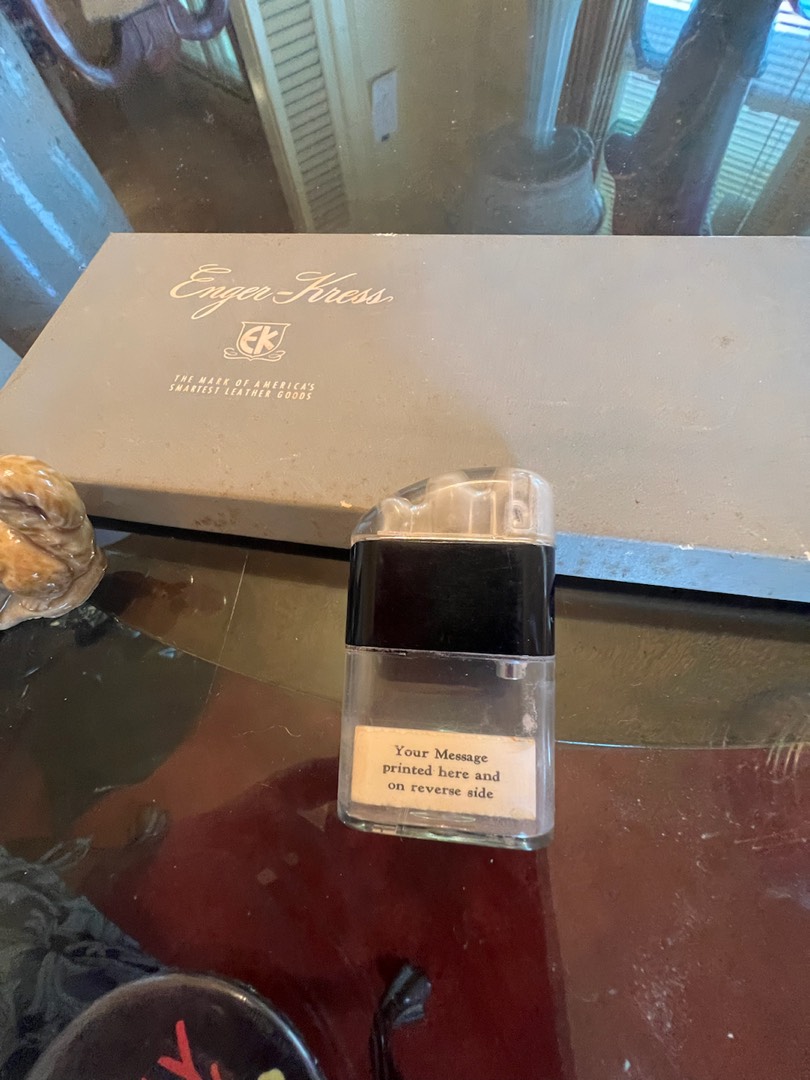 Enger-Kress
EK
THE MARK OF AMERICA'S
SMARTEST LEATHER GOODS
Your Message
printed here and
on reverse side